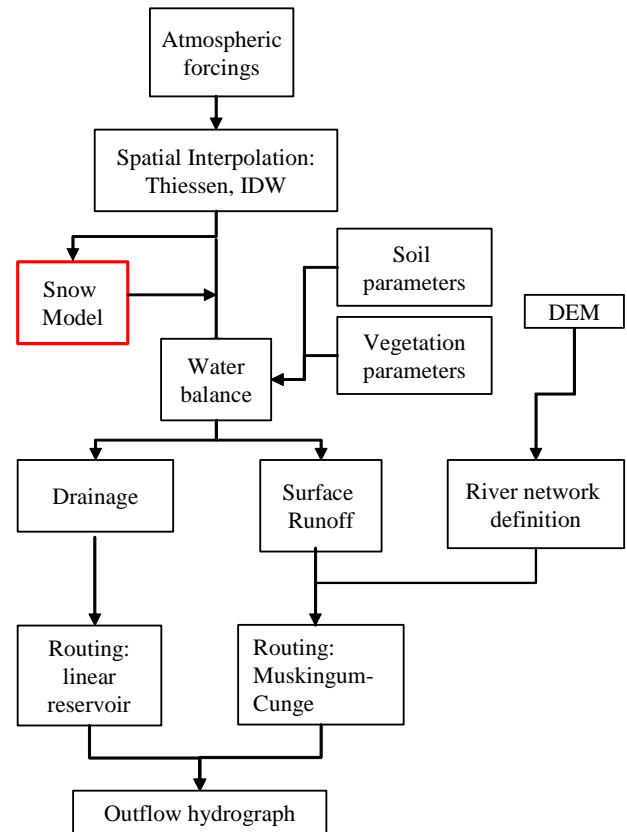 Atmospheric
forcings
Spatial Interpolation:
Thiessen, IDW
Snow
Model
Soil
parameters
Vegetation
parameters
DEM
Water
balance
Drainage
Surface
Runoff
River network
definition
Routing:
linear
reservoir
Routing:
Muskingum-
Cunge
Outflow hydrograph